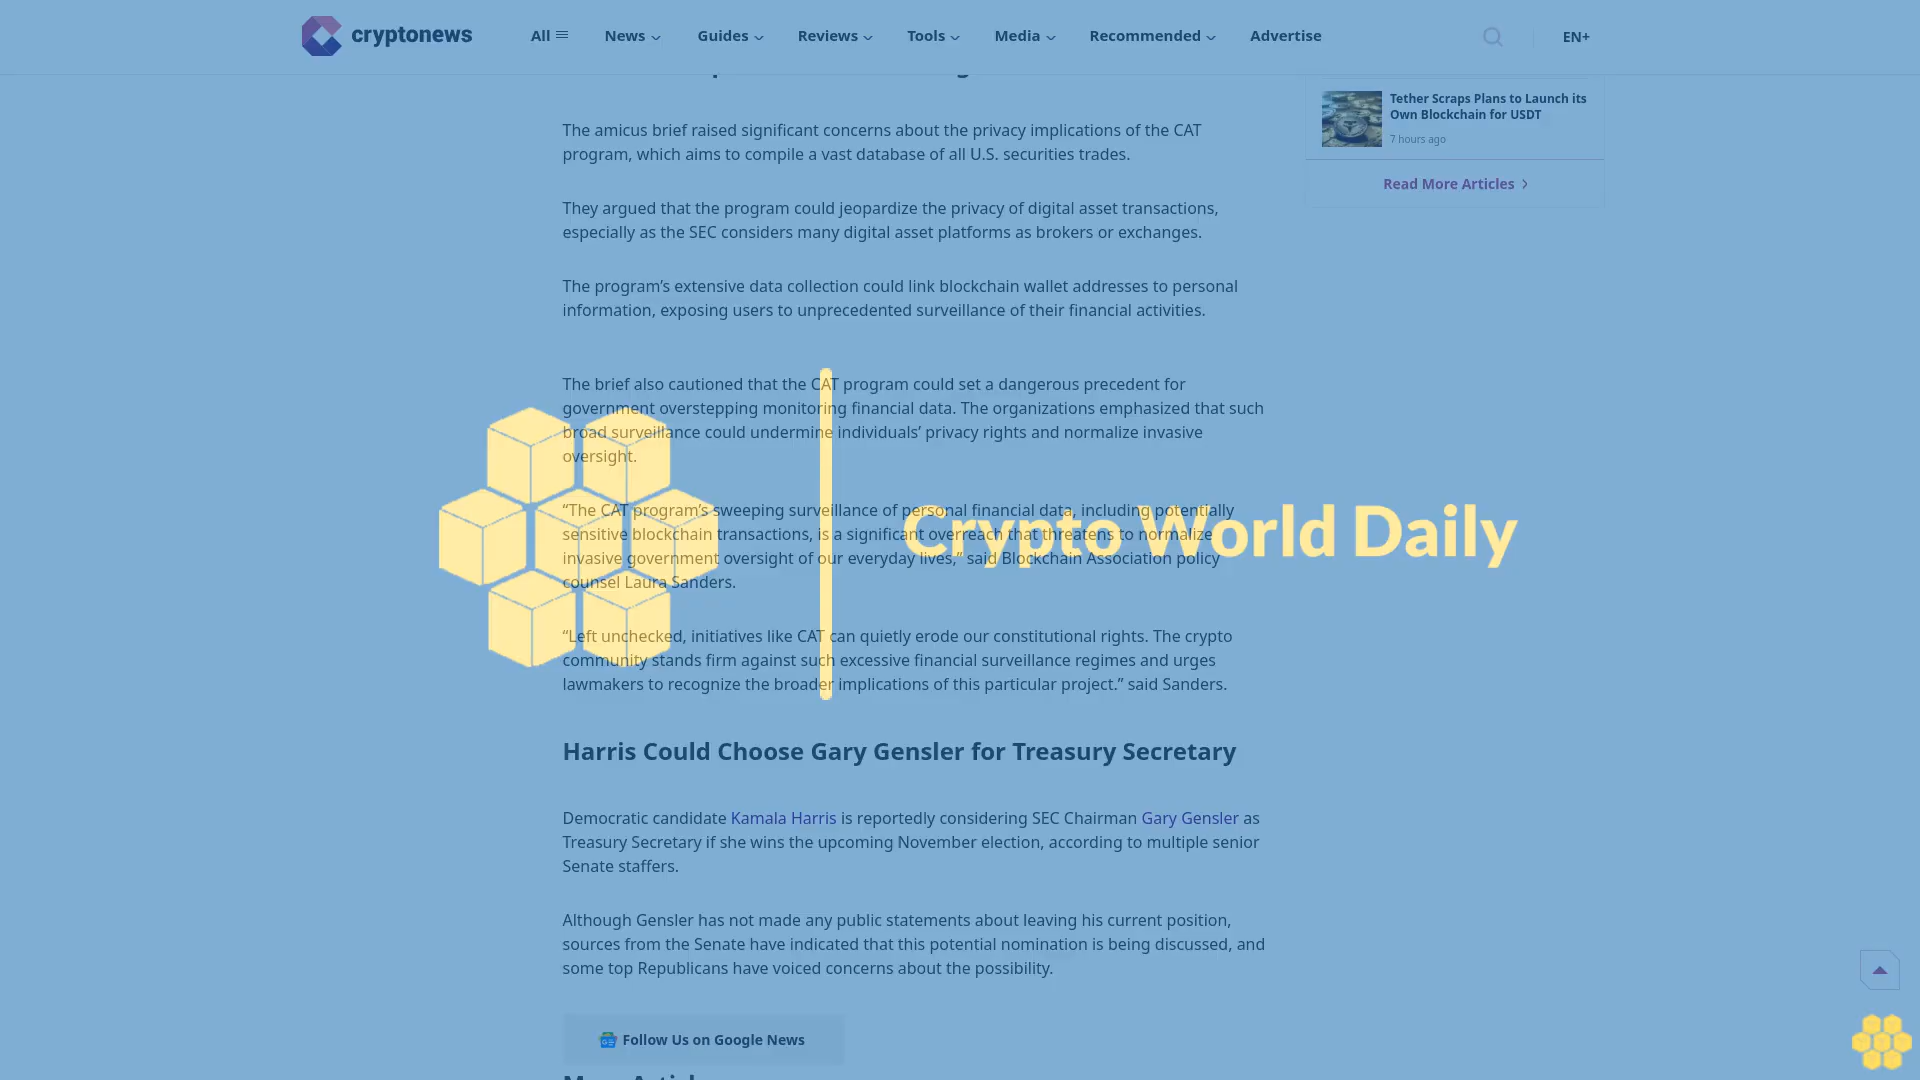 cryptonews
All
News
Guides
Reviews
Tools
Media
Recommended
Advertise
EN+
The amicus brief raised significant concerns about the privacy implications of the CAT
program, which aims to compile a vast database of all U.S. securities trades.
They argued that the program could jeopardize the privacy of digital asset transactions,
especially as the SEC considers many digital asset platforms as brokers or exchanges.
The program’s extensive data collection could link blockchain wallet addresses to personal
information, exposing users to unprecedented surveillance of their financial activities.
The brief also cautioned that the CAT program could set a dangerous precedent for
government overstepping monitoring financial data. The organizations emphasized that such
broad surveillance could undermine individuals’ privacy rights and normalize invasive
oversight.
“The CAT program’s sweeping surveillance of personal financial data, including potentially
sensitive blockchain transactions, is a significant overreach that threatens to normalize
invasive government oversight of our everyday lives,” said Blockchain Association policy
counsel Laura Sanders.
“Left unchecked, initiatives like CAT can quietly erode our constitutional rights. The crypto
community stands firm against such excessive financial surveillance regimes and urges
lawmakers to recognize the broader implications of this particular project.” said Sanders.
Harris Could Choose Gary Gensler for Treasury Secretary
Democratic candidate Kamala Harris is reportedly considering SEC Chairman Gary Gensler as
Treasury Secretary if she wins the upcoming November election, according to multiple senior
Senate staffers.
Although Gensler has not made any public statements about leaving his current position,
sources from the Senate have indicated that this potential nomination is being discussed, and
some top Republicans have voiced concerns about the possibility.
Follow Us on Google News
Tether Scraps Plans to Launch its
Own Blockchain for USDT
7 hours ago
Read More Articles
Crypto World Daily